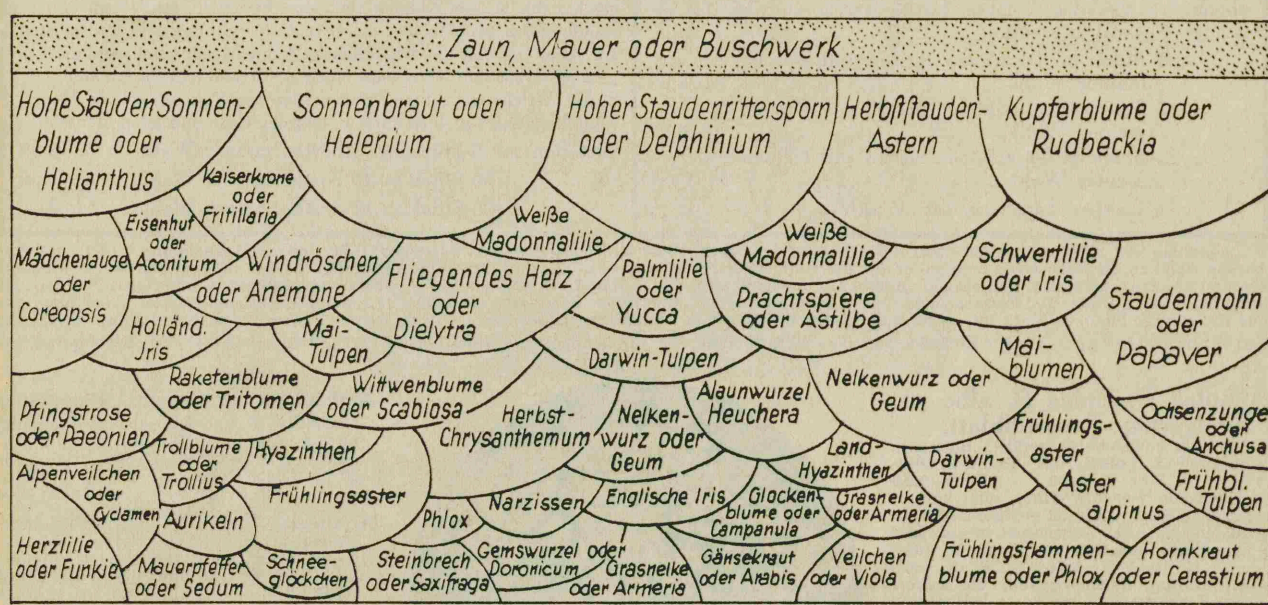 Zaun, Mauer oder Buschwerk
Hohe Stauden Sonnen-
blume oder
Helianthus
Sonnenbraut oder
Helenium
Hoher Staudenrittersporn
oder Delphinium
Herbststauden-
Astern
Kupferblume oder
Rudbeckia
Kaiserkrone
oder
Fritillaria
Eisenhut
oder
Aconitum
Weiße
Madonnalilie
Weiße
Madonnalilie
Mädchenauge
oder
Coreopsis
Windröschen
oder Anemone
Fliegendes Herz
oder
Dielytra
Palmlilie
oder
Yucca
Prachtspiere
oder Astilbe
Schwertlilie
oder Iris
Staudenmohn
oder
Papaver
Holländ.
Jris
Mai-
Tulpen
Darwin-Tulpen
Mai-
blumen
Raketenblume
oder Tritomen
Wittwenblume
oder Scabiosa
Alaunwurzel
Heuchera
Nelkenwurz oder
Geum
Pfingstrose
oder Paeonien
Trollblume
oder
Trollius
Hyazinthen
Herbst-
Chrysanthemum
Nelken-
wurz oder
Geum
Land-
Hyazinthen
Darwin-
Tulpen
Frühlings-
aster
Aster
alpinus
Ochsenzunge
oder
Anchusa
Alpenveilchen
oder
Cyclamen
Aurikeln
Frühlingsaster
Phlox
Narzissen
Englische Iris
Glocken-
blume oder
Campanula
Grasnelke
oder Armeria
Frühbl.
Tulpen
Herzlilie
oder Funkie
Mauerpfeffer
oder Sedum
Schnee-
glöckchen
Steinbrech
oder Saxifraga
Gemswurzel oder
Doronicum
Grasnelke
oder Armeria
Gänsekraut
oder Arabis
Veilchen
oder Viola
Frühlingsflammen-
blume oder Phlox
Hornkraut
oder Cerastium